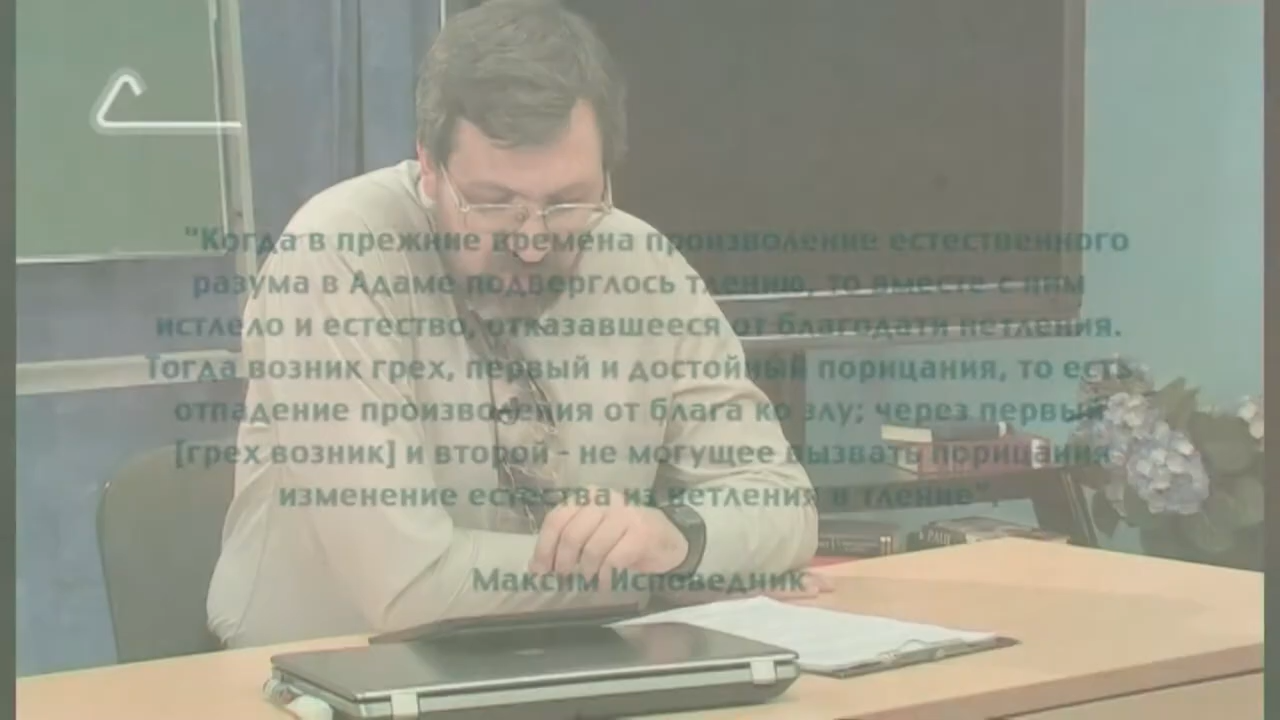 "Когда в прежние времена произволение естественного
разума в Адаме подверглось тлению, то вместе с ним
истлело и естество, отказавшееся от благодати нетления.
Тогда возник грех, первый и достойный порицания, то есть
отпадение произволения от блага ко злу; через первый
[грех возник] и второй - не могущее вызвать порицания
изменение естества из нетления в тление".
Максим Исповедник